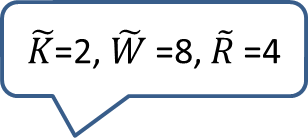 K̃=2, W̃ =8, R̃ =4